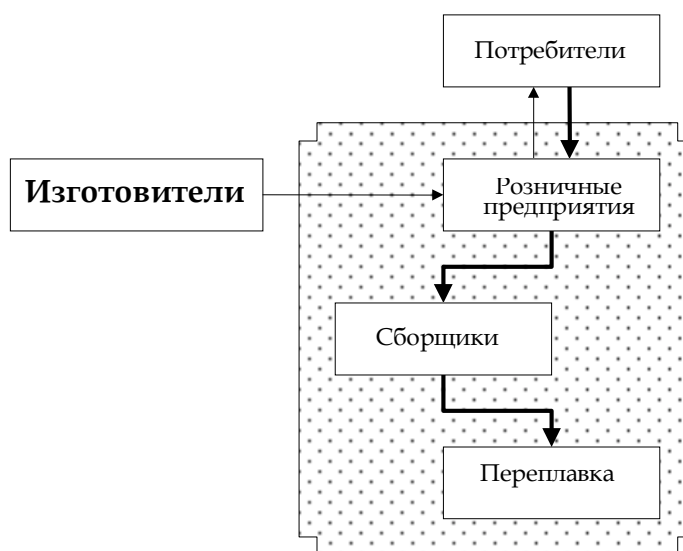 Потребители
Изготовители
Розничные
предприятия
Сборщики
Переплавка